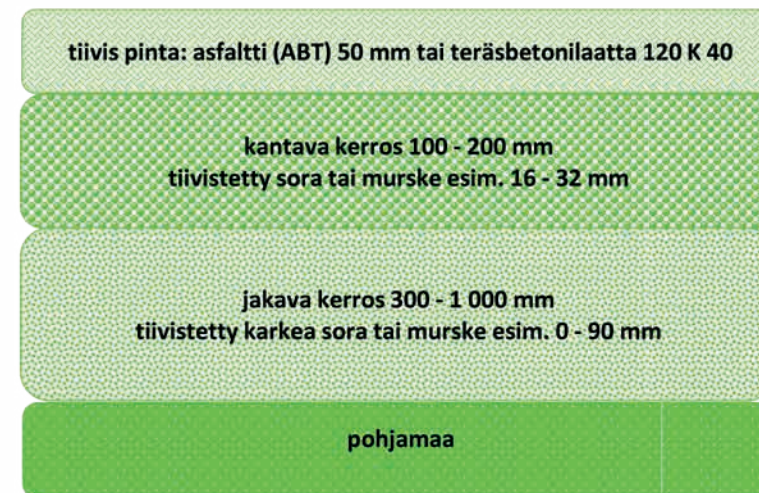 tiivis pinta: asfaltti (ABT) 50 mm tai teräsbetonilaatta 120 K 40
kantava kerros 100 - 200 mm
tiivistetty sora tai murske esim. 16 - 32 mm
jakava kerros 300 - 1 000 mm
tiivistetty karkea sora tai murske esim. 0 - 90 mm
pohjamaa